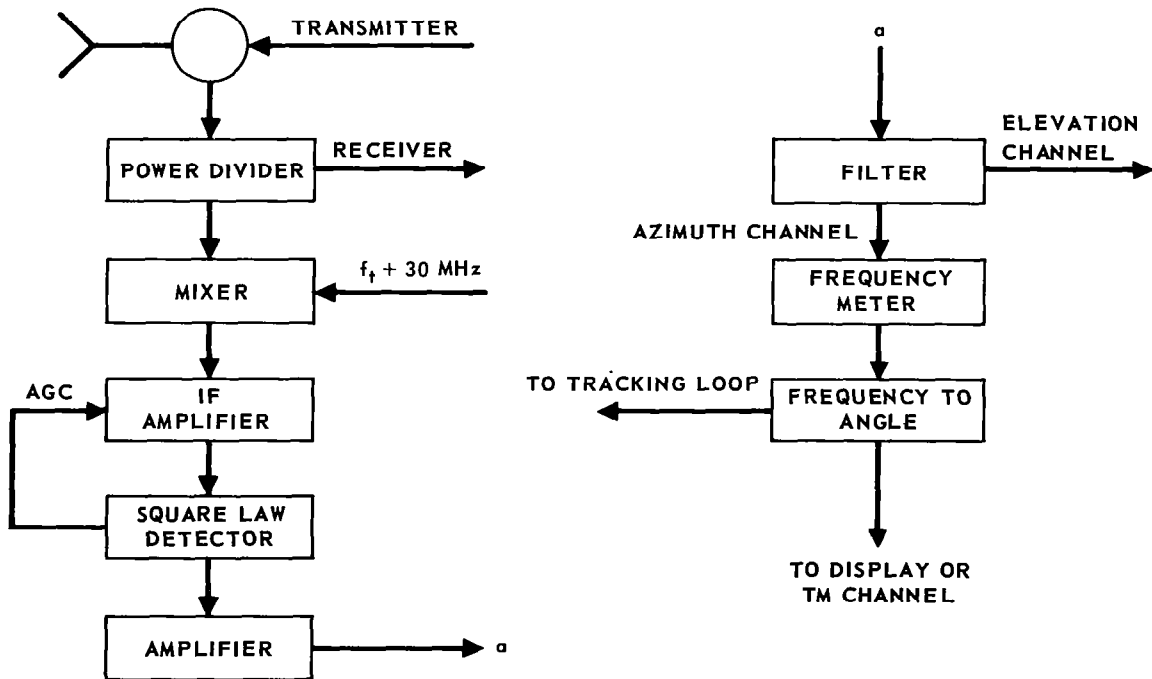 TRANSMITTER
POWER DIVIDER
RECEIVER
MIXER
f_t + 30 MHz
AGC
IF
AMPLIFIER
SQUARE LAW
DETECTOR
AMPLIFIER
a
a
FILTER
ELEVATION
CHANNEL
AZIMUTH CHANNEL
FREQUENCY
METER
TO TRACKING LOOP
FREQUENCY TO
ANGLE
TO DISPLAY OR
TM CHANNEL